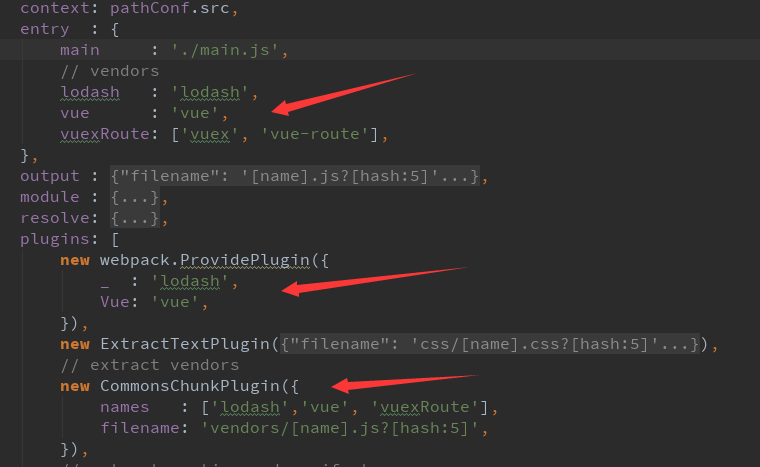 context: pathConf.src,
entry  : {
    main     : './main.js',
    // vendors
    lodash   : 'lodash',
    vue      : 'vue',
    vuexRoute: ['vuex', 'vue-route'],
},
output : {"filename": '[name].js?[hash:5]'...},
module : {...},
resolve: {...},
plugins: [
    new webpack.ProvidePlugin({
        _  : 'lodash',
        Vue: 'vue',
    }),
    new ExtractTextPlugin({"filename": 'css/[name].css?[hash:5]'...}),
    // extract vendors
    new CommonsChunkPlugin({
        names   : ['lodash','vue', 'vuexRoute'],
        filename: 'vendors/[name].js?[hash:5]',
    }),